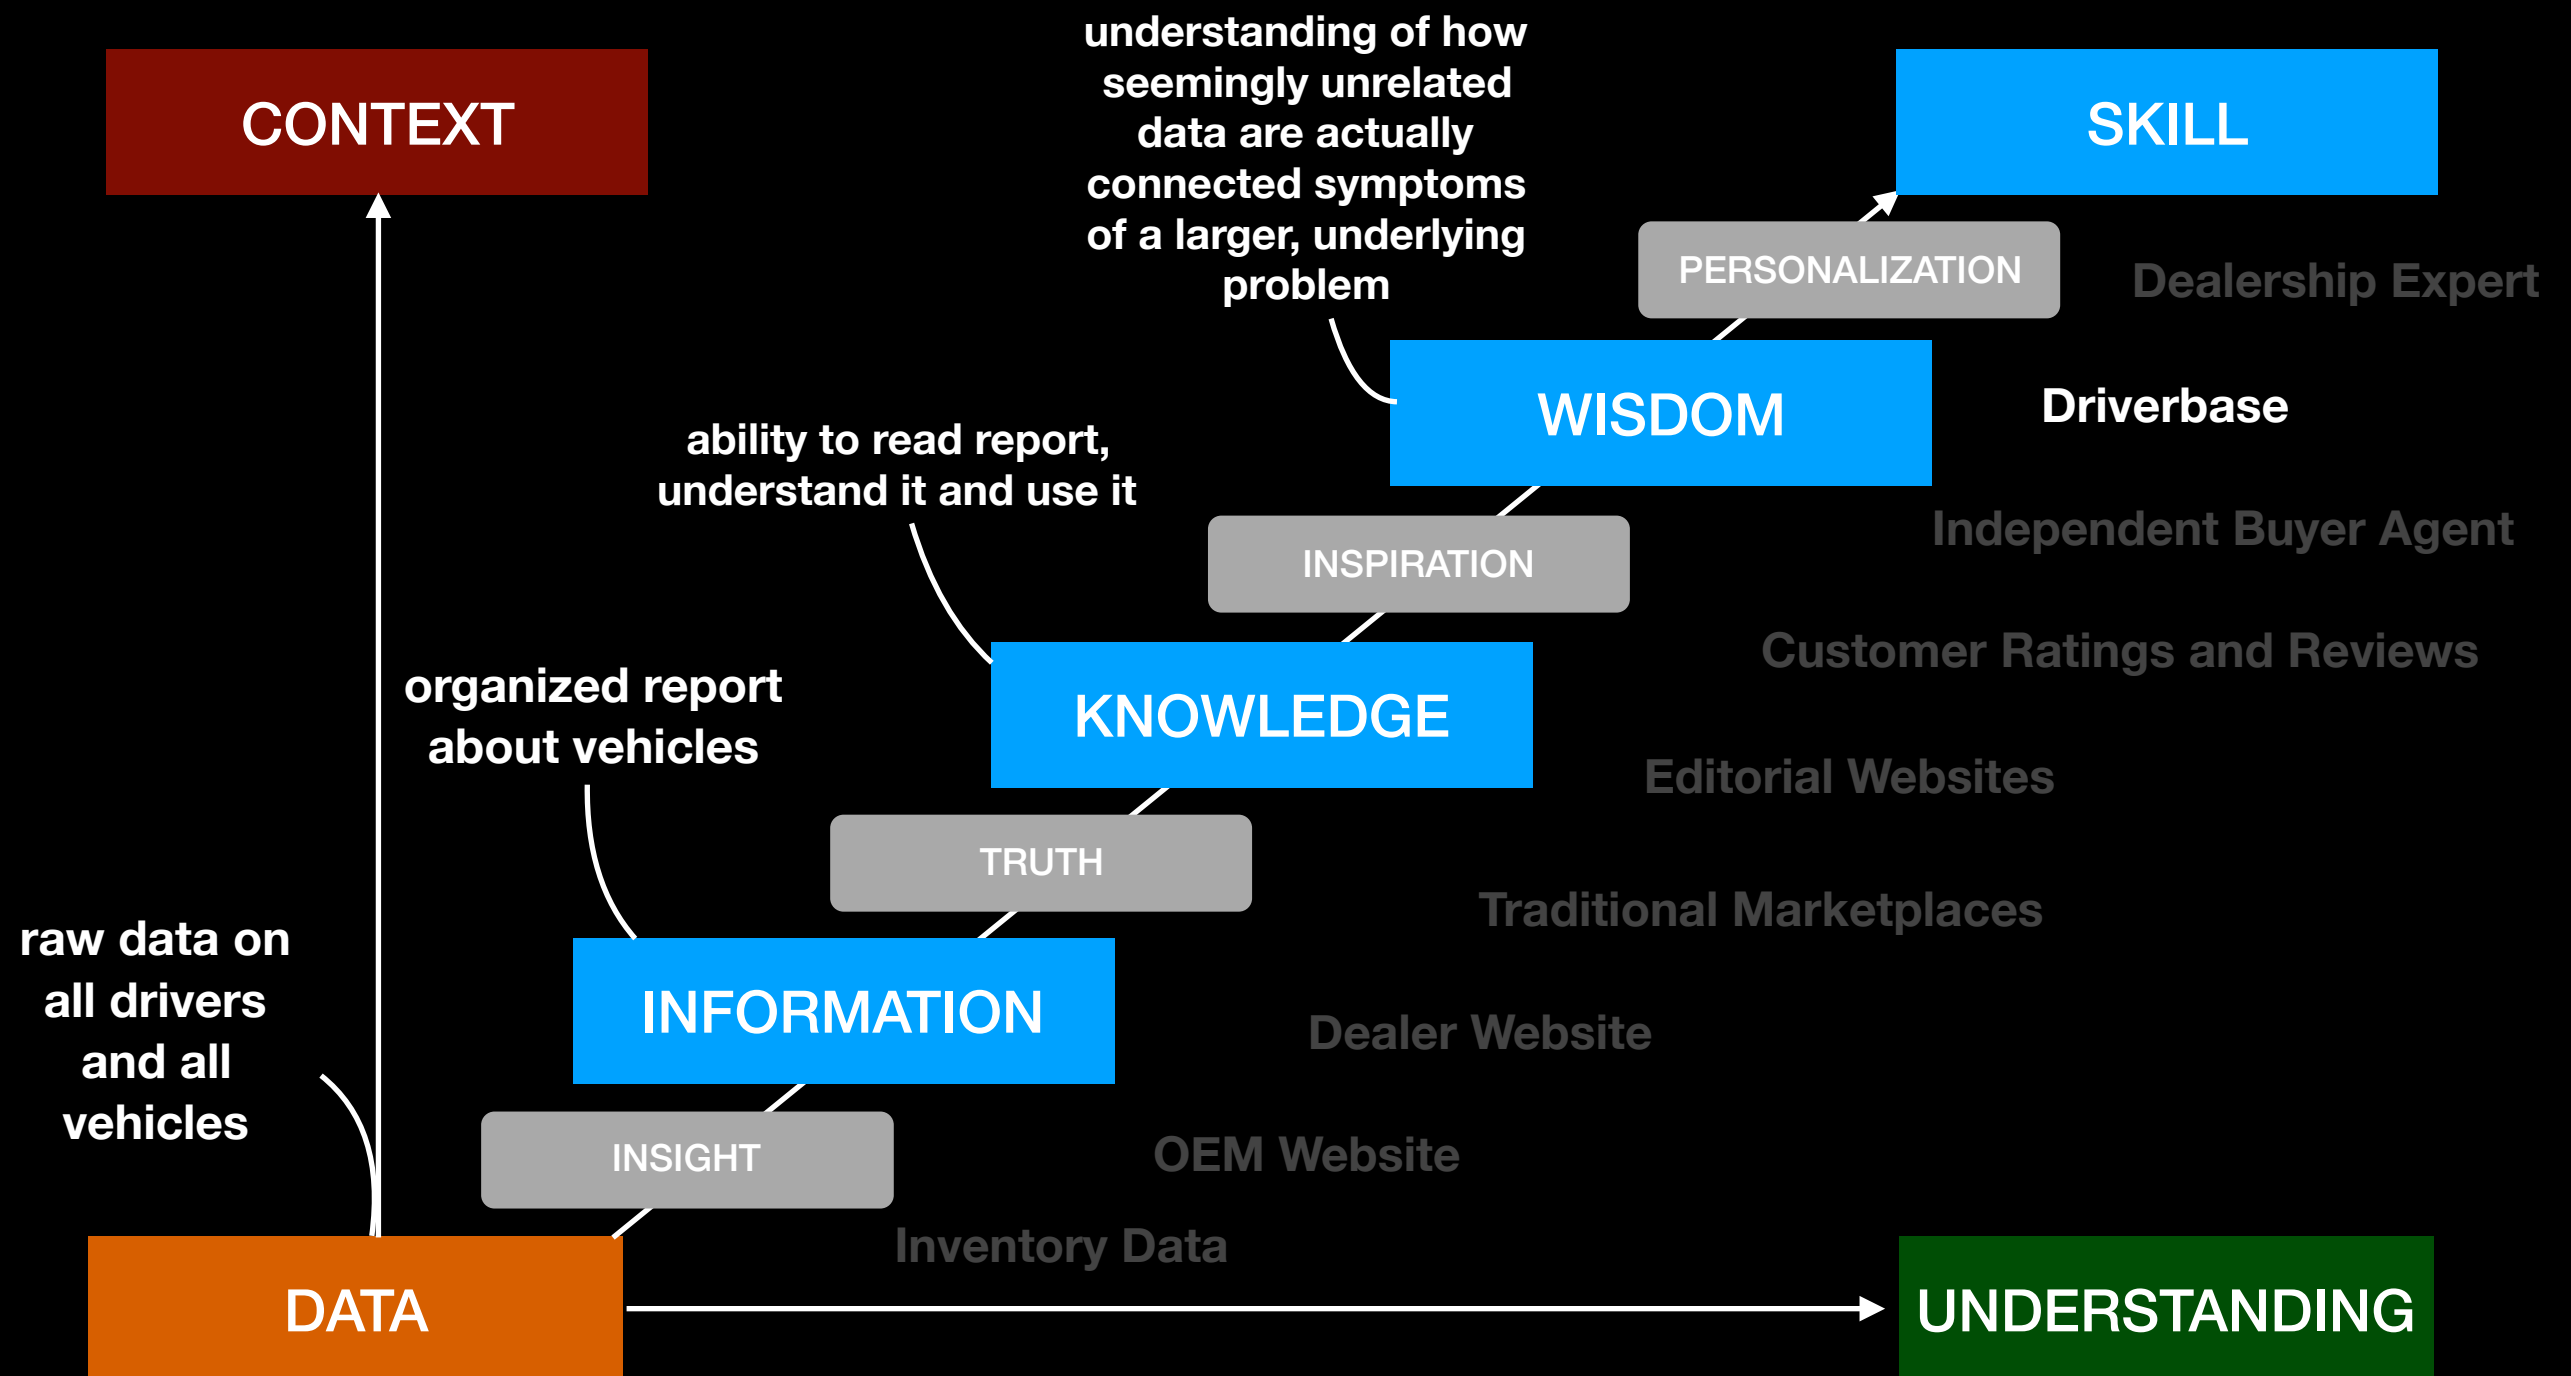 understanding of how
seemingly unrelated
data are actually
connected symptoms
of a larger, underlying
problem
CONTEXT
SKILL
PERSONALIZATION
Dealership Expert
WISDOM
Driverbase
ability to read report,
understand it and use it
Independent Buyer Agent
INSPIRATION
Customer Ratings and Reviews
organized report
about vehicles
KNOWLEDGE
Editorial Websites
TRUTH
Traditional Marketplaces
raw data on
all drivers
and all
vehicles
INFORMATION
Dealer Website
INSIGHT
OEM Website
Inventory Data
DATA
UNDERSTANDING